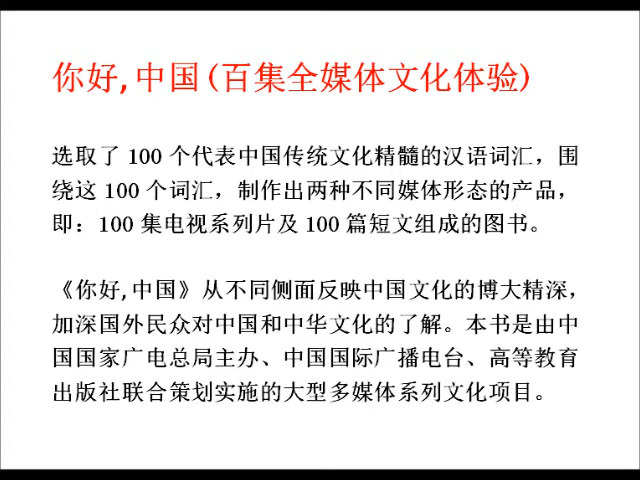 你好,中国(百集全媒体文化体验)
选取了 100 个代表中国传统文化精髓的汉语词汇，围
绕这 100 个词汇，制作出两种不同媒体形态的产品，
即：100 集电视系列片及 100 篇短文组成的图书。
《你好,中国》从不同侧面反映中国文化的博大精深，
加深国外民众对中国和中华文化的了解。本书是由中
国国家广电总局主办、中国国际广播电台、高等教育
出版社联合策划实施的大型多媒体系列文化项目。